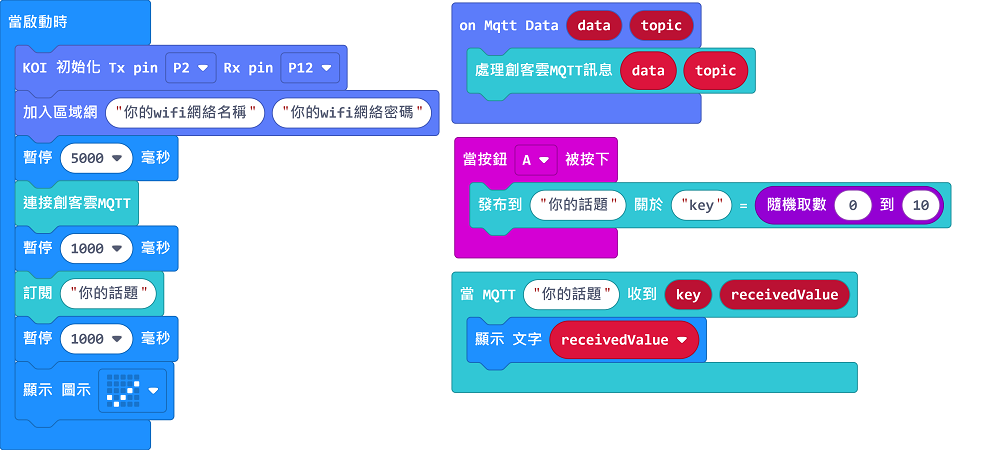 當啟動時
KOI 初始化 Tx pin P2 Rx pin P12
加入區域網 "你的wifi網絡名稱" "你的wifi網絡密碼"
暫停 5000 毫秒
連接創客雲MQTT
暫停 1000 毫秒
訂閱 "你的話題"
暫停 1000 毫秒
顯示 圖示
on Mqtt Data data topic
處理創客雲MQTT訊息 data topic
當按鈕 A 被按下
發布到 "你的話題" 關於 "key" = 隨機取數 0 到 10
當 MQTT "你的話題" 收到 key receivedValue
顯示 文字 receivedValue